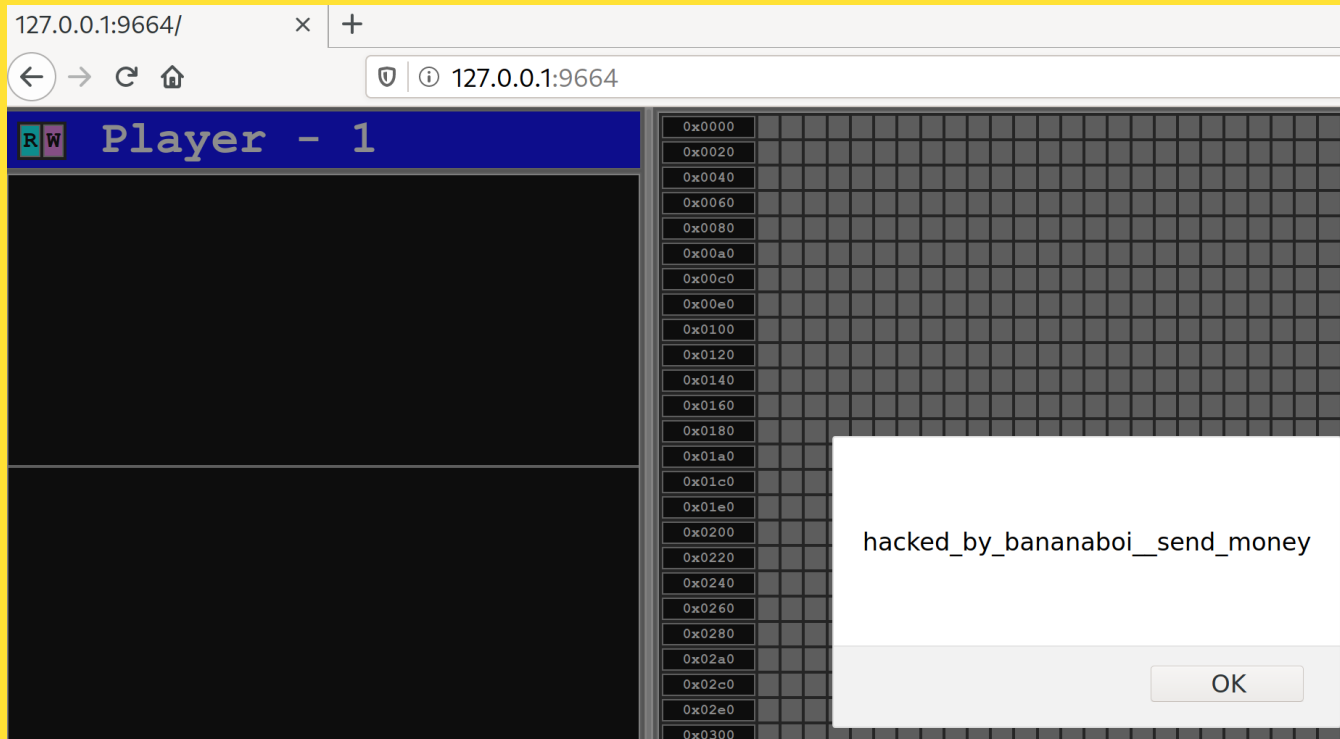 127.0.0.1:9664/
127.0.0.1:9664
RW Player - 1
0x0000
0x0020
0x0040
0x0060
0x0080
0x00a0
0x00c0
0x00e0
0x0100
0x0120
0x0140
0x0160
0x0180
0x01a0
0x01c0
0x01e0
0x0200
0x0220
0x0240
0x0260
0x0280
0x02a0
0x02c0
0x02e0
0x0300
hacked_by_bananaboi__send_money
OK